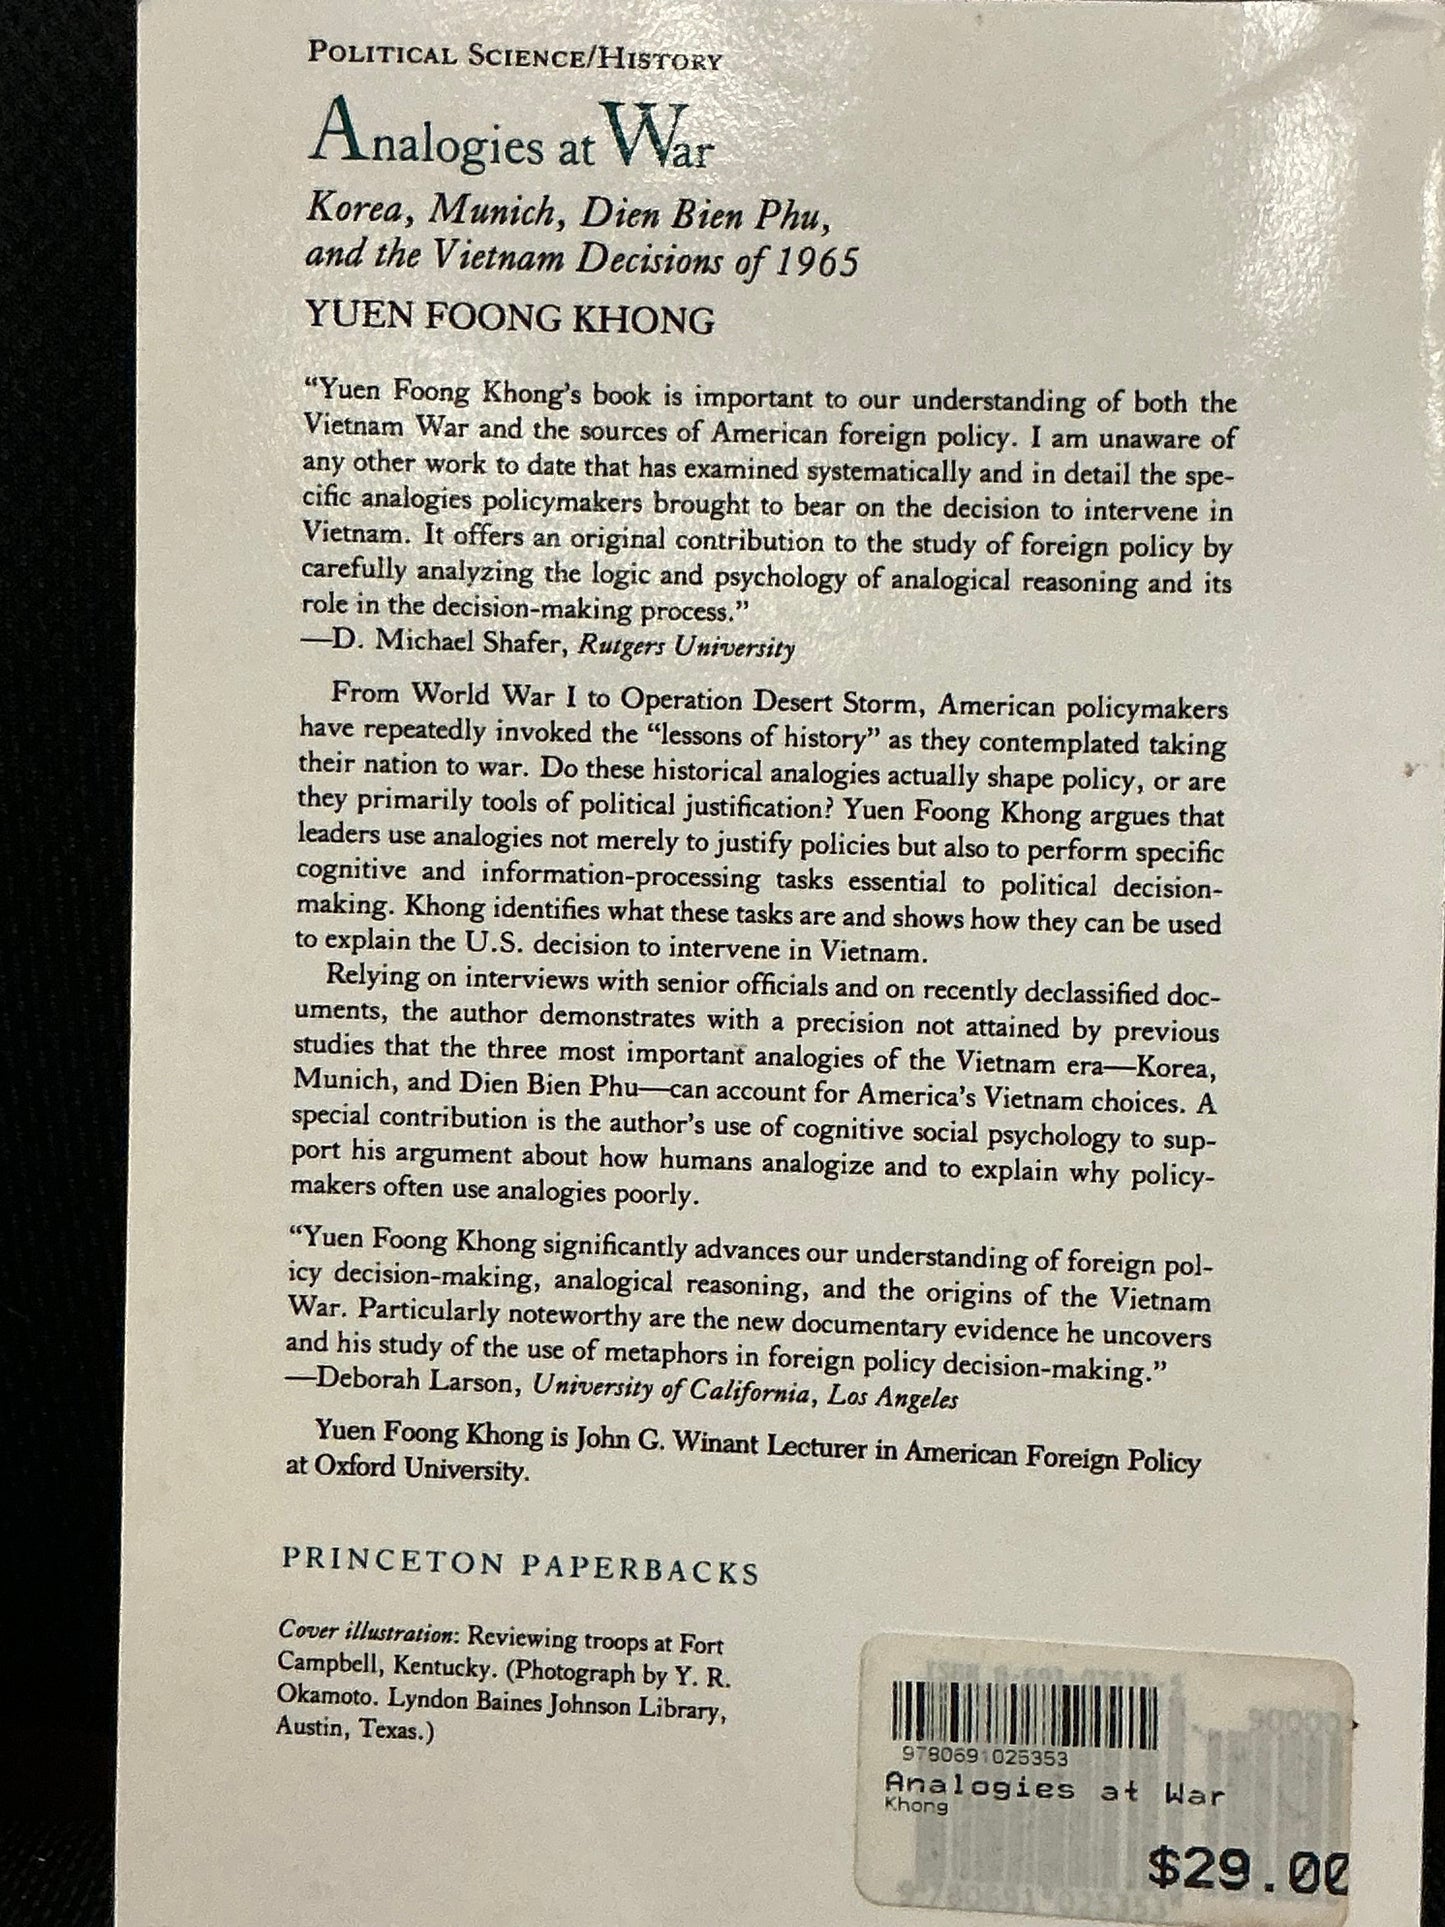 POLITICAL SCIENCE/HISTORY
Analogies at War
Korea, Munich, Dien Bien Phu,
and the Vietnam Decisions of 1965
YUEN FOONG KHONG
“Yuen Foong Khong's book is important to our understanding of both the
Vietnam War and the sources of American foreign policy. I am unaware of
any other work to date that has examined systematically and in detail the spe-
cific analogies policymakers brought to bear on the decision to intervene in
Vietnam. It offers an original contribution to the study of foreign policy by
carefully analyzing the logic and psychology of analogical reasoning and its
role in the decision-making process.”
—D. Michael Shafer, Rutgers University
From World War I to Operation Desert Storm, American policymakers
have repeatedly invoked the “lessons of history” as they contemplated taking
their nation to war. Do these historical analogies actually shape policy, or are
they primarily tools of political justification? Yuen Foong Khong argues that
leaders use analogies not merely to justify policies but also to perform specific
cognitive and information-processing tasks essential to political decision-
making. Khong identifies what these tasks are and shows how they can be used
to explain the U.S. decision to intervene in Vietnam.
Relying on interviews with senior officials and on recently declassified doc-
uments, the author demonstrates with a precision not attained by previous
studies that the three most important analogies of the Vietnam era—Korea,
Munich, and Dien Bien Phu—can account for America's Vietnam choices. A
special contribution is the author's use of cognitive social psychology to sup-
port his argument about how humans analogize and to explain why policy-
makers often use analogies poorly.
“Yuen Foong Khong significantly advances our understanding of foreign pol-
icy decision-making, analogical reasoning, and the origins of the Vietnam
War. Particularly noteworthy are the new documentary evidence he uncovers
and his study of the use of metaphors in foreign policy decision-making.”
—Deborah Larson, University of California, Los Angeles
Yuen Foong Khong is John G. Winant Lecturer in American Foreign Policy
at Oxford University.
PRINCETON PAPERBACKS
Cover illustration: Reviewing troops at Fort
Campbell, Kentucky. (Photograph by Y. R.
Okamoto. Lyndon Baines Johnson Library,
Austin, Texas.)
9780691025353
Analogies at War
Khong
$29.00
9 780691 025353